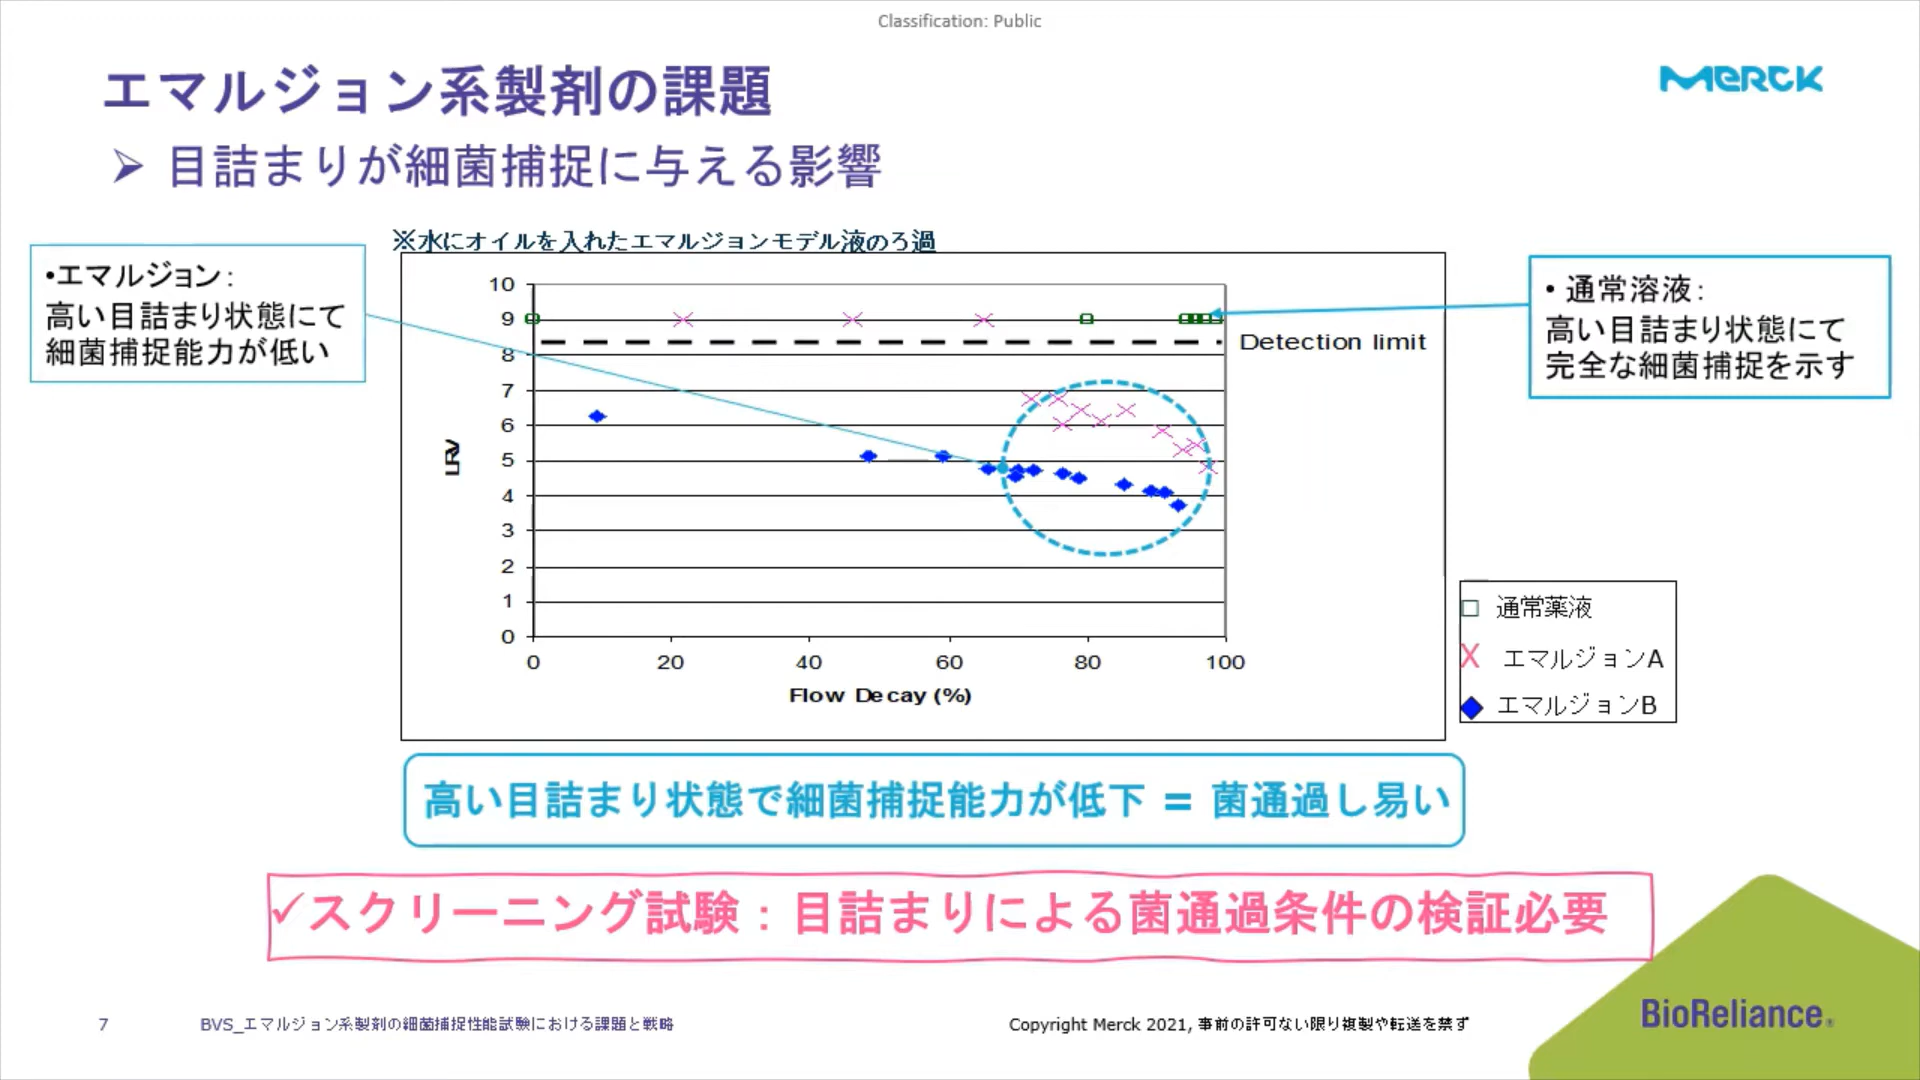 Classification: Public
エマルジョン系製剤の課題
MERCK
➢ 目詰まりが細菌捕捉に与える影響
※水にオイルを入れたエマルジョンモデル液のろ過
•エマルジョン：
高い目詰まり状態にて
細菌捕捉能力が低い
• 通常溶液：
高い目詰まり状態にて
完全な細菌捕捉を示す
10
9
8
7
6
5
4
3
2
1
0
LRV
Detection limit
0 20 40 60 80 100
Flow Decay (%)
通常薬液
エマルジョンA
エマルジョンB
高い目詰まり状態で細菌捕捉能力が低下 = 菌通過し易い
✓スクリーニング試験：目詰まりによる菌通過条件の検証必要
7
BVS_エマルジョン系製剤の細菌捕捉性能試験における課題と戦略
Copyright Merck 2021, 事前の許可ない限り複製や転送を禁ず
BioReliance®